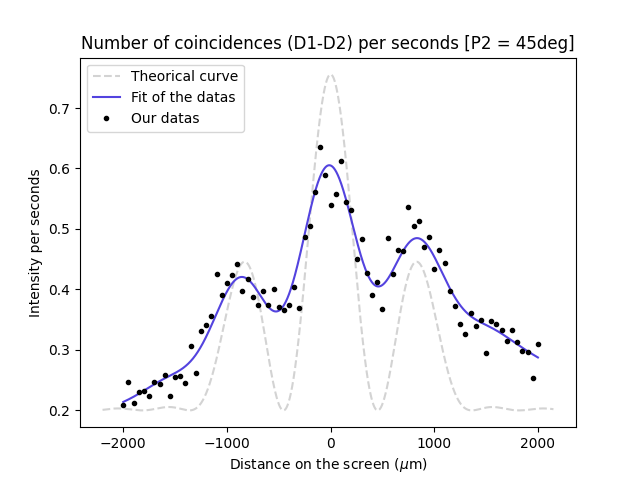 Number of coincidences (D1-D2) per seconds [P2 = 45deg]
Theorical curve
Fit of the datas
Our datas
Intensity per seconds
0.7
0.6
0.5
0.4
0.3
0.2
−2000 −1000 0 1000 2000
Distance on the screen (μm)